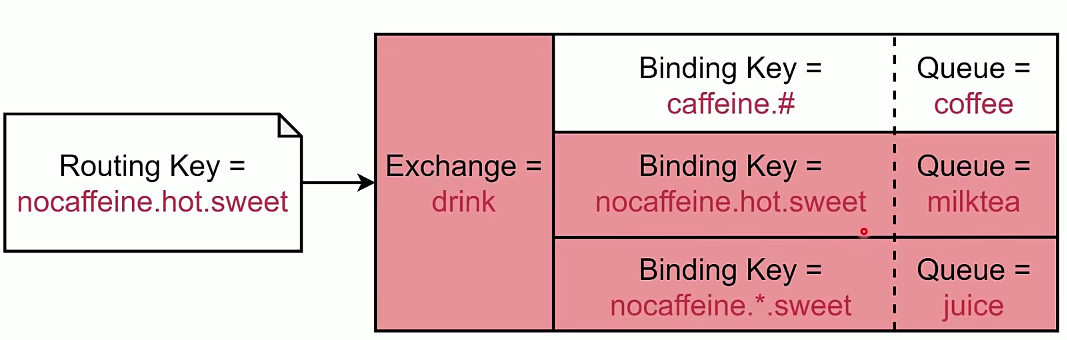 Routing Key =
nocaffeine.hot.sweet
Exchange =
drink
Binding Key =
caffeine.#
Queue =
coffee
Binding Key =
nocaffeine.hot.sweet
Queue =
milktea
Binding Key =
nocaffeine.*.sweet
Queue =
juice